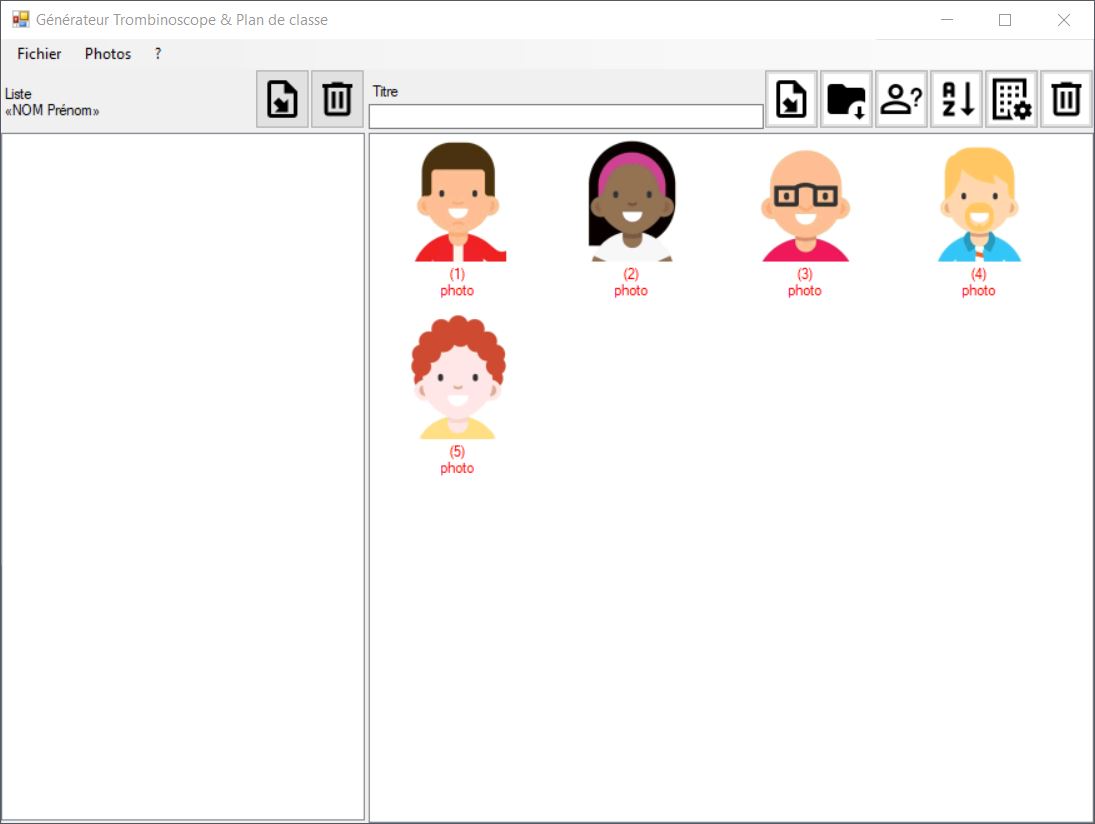 Générateur Trombinoscope & Plan de classe
Fichier Photos ?
Liste
«NOM Prénom»
Titre
?
A
Z
(1)
photo
(2)
photo
(3)
photo
(4)
photo
(5)
photo